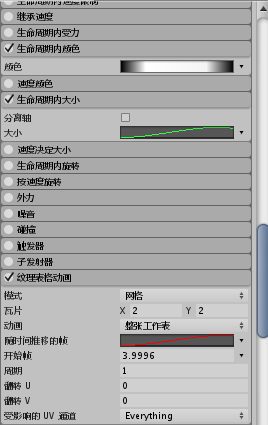 生命周期内速度限制
继承速度
生命周期内受力
生命周期内颜色
颜色
速度颜色
生命周期内大小
分离轴
大小
速度决定大小
生命周期内旋转
按速度旋转
外力
噪音
碰撞
触发器
子发射器
纹理表格动画
模式 网格
瓦片 X 2 Y 2
动画 整张工作表
随时间推移的帧
开始帧 3.9996
周期 1
翻转 U 0
翻转 V 0
受影响的 UV 通道 Everything